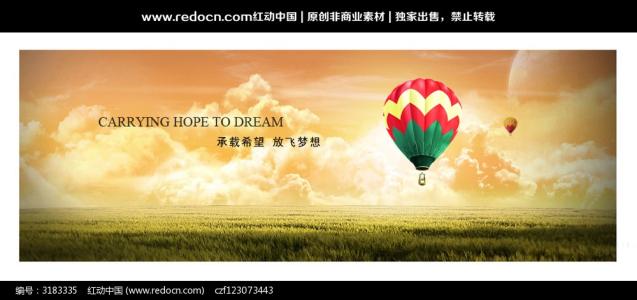 www.redocn.com红动中国 | 原创非商业素材 | 独家出售，禁止转载
CARRYING HOPE TO DREAM
承载希望 放飞梦想
编号：3183335 红动中国 (www.redocn.com) czf123073443